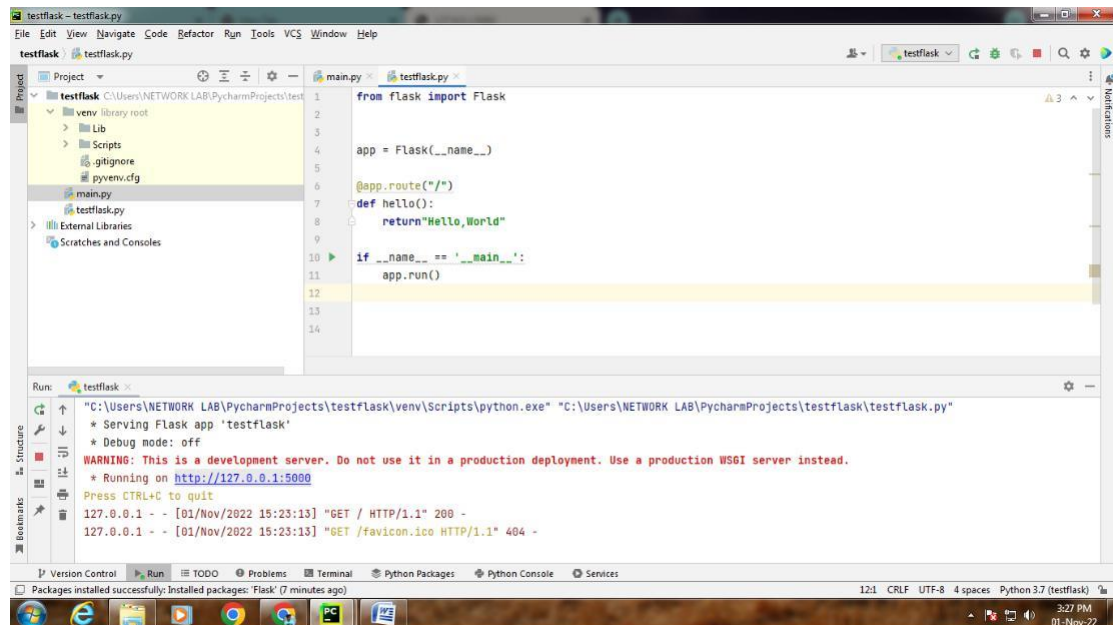 testflask – testflask.py
File Edit View Navigate Code Refactor Run Tools VCS Window Help
testflask testflask.py
testflask
Project
Project
main.py
testflask.py
Notifications
testflask C:\Users\NETWORK LAB\PycharmProjects\test
venv library root
Lib
Scripts
.gitignore
pyvenv.cfg
main.py
testflask.py
External Libraries
Scratches and Consoles
3
1 from flask import Flask
2
3
4 app = Flask(__name__)
5
6 @app.route("/")
7 def hello():
8 return"Hello,World"
9
10 if __name__ == '__main__':
11 app.run()
12
13
14
Run: testflask
"C:\Users\NETWORK LAB\PycharmProjects\testflask\venv\Scripts\python.exe" "C:\Users\NETWORK LAB\PycharmProjects\testflask\testflask.py"
* Serving Flask app 'testflask'
* Debug mode: off
WARNING: This is a development server. Do not use it in a production deployment. Use a production WSGI server instead.
* Running on http://127.0.0.1:5000
Press CTRL+C to quit
127.0.0.1 - - [01/Nov/2022 15:23:13] "GET / HTTP/1.1" 200 -
127.0.0.1 - - [01/Nov/2022 15:23:13] "GET /favicon.ico HTTP/1.1" 404 -
Structure
Bookmarks
Version Control Run TODO Problems Terminal Python Packages Python Console Services
Packages installed successfully: Installed packages: 'Flask' (7 minutes ago)
12:1 CRLF UTF-8 4 spaces Python 3.7 (testflask)
PC
3:27 PM
01-Nov-22